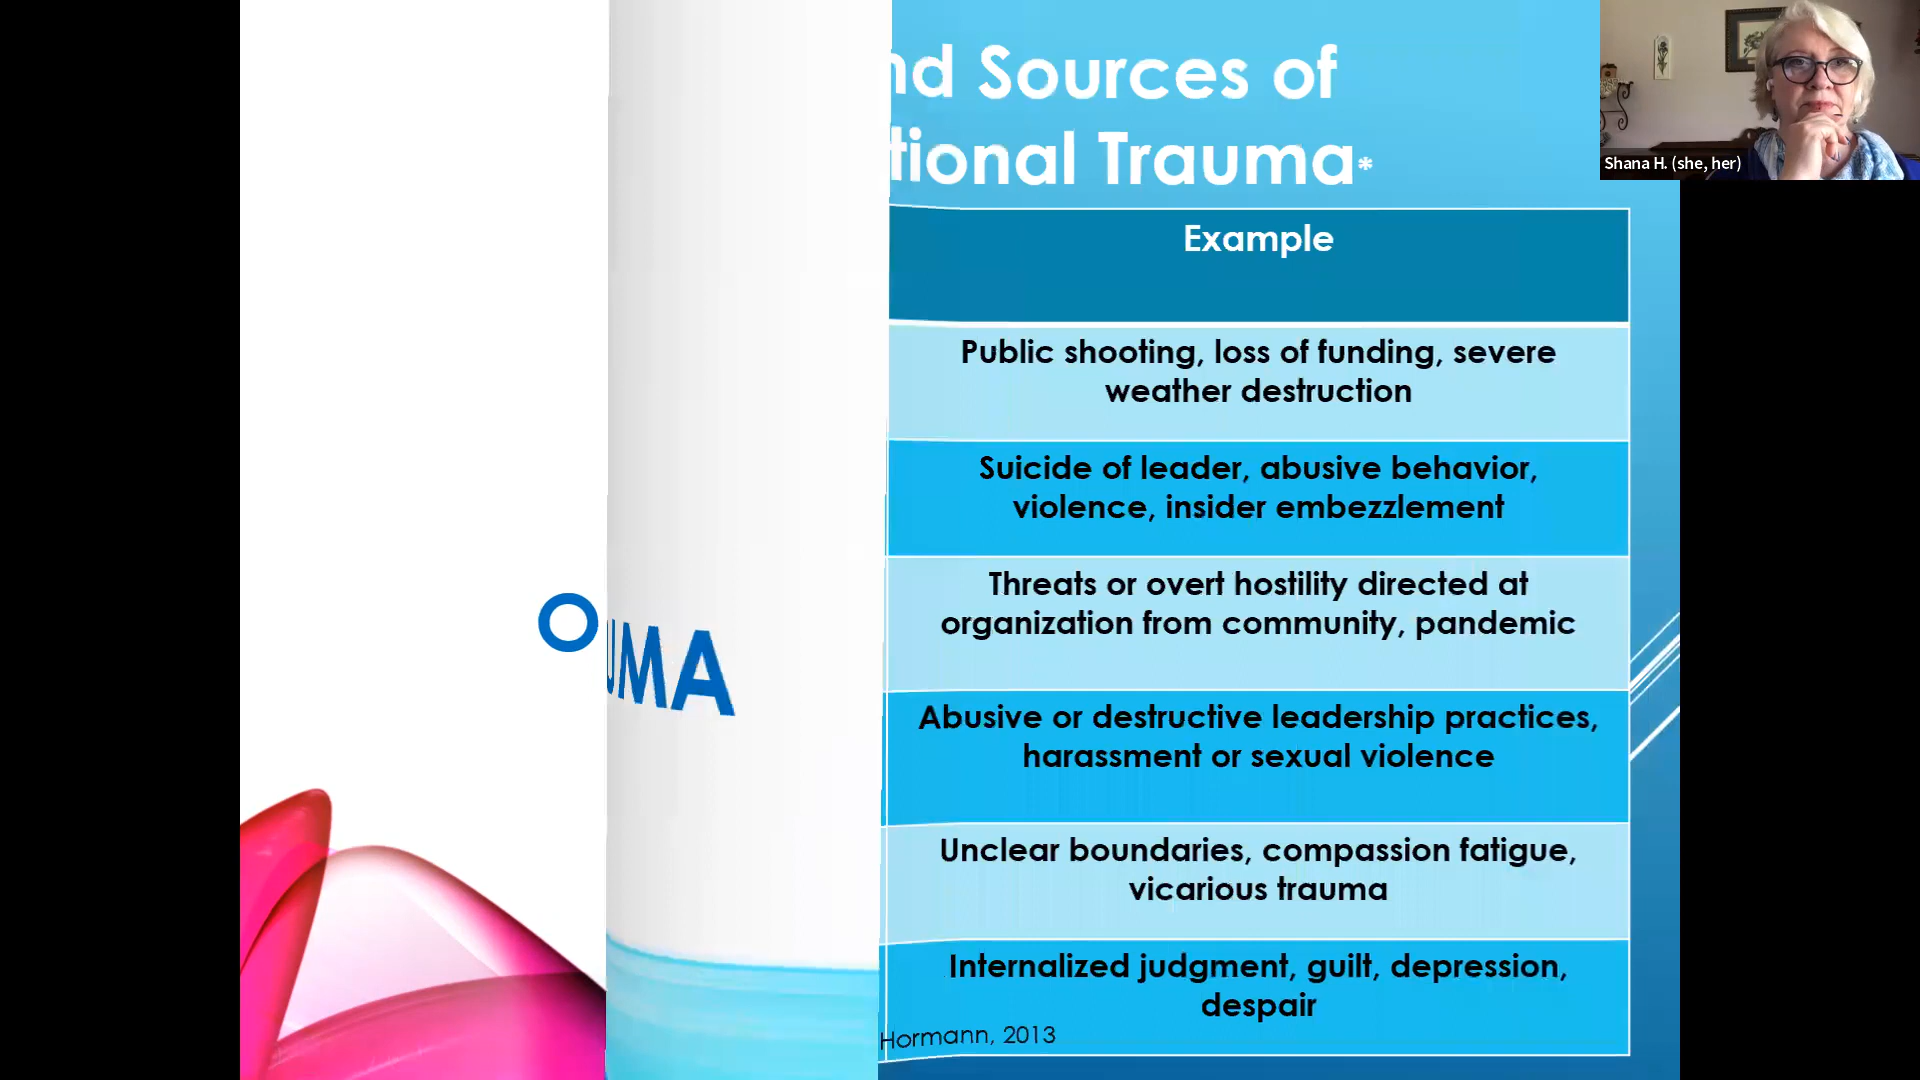 nd Sources of
tional Trauma*
Shana H. (she, her)
Example
Public shooting, loss of funding, severe
weather destruction
Suicide of leader, abusive behavior,
violence, insider embezzlement
Threats or overt hostility directed at
organization from community, pandemic
O
UMA
Abusive or destructive leadership practices,
harassment or sexual violence
Unclear boundaries, compassion fatigue,
vicarious trauma
Internalized judgment, guilt, depression,
despair
Hormann, 2013